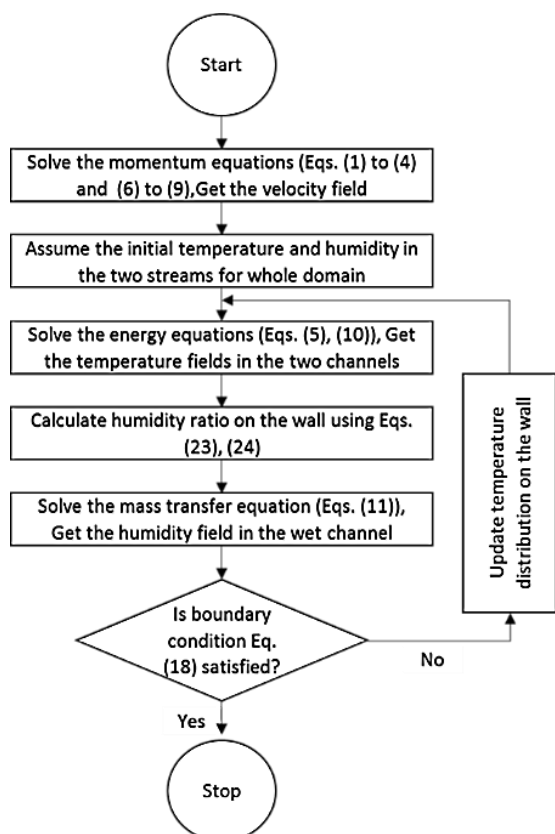 Start
Solve the momentum equations (Eqs. (1) to (4)
and (6) to (9),Get the velocity field
Assume the initial temperature and humidity in
the two streams for whole domain
Solve the energy equations (Eqs. (5), (10)), Get
the temperature fields in the two channels
Calculate humidity ratio on the wall using Eqs.
(23), (24)
Solve the mass transfer equation (Eqs. (11)),
Get the humidity field in the wet channel
Update temperature
distribution on the wall
Is boundary
condition Eq.
(18) satisfied?
No
Yes
Stop